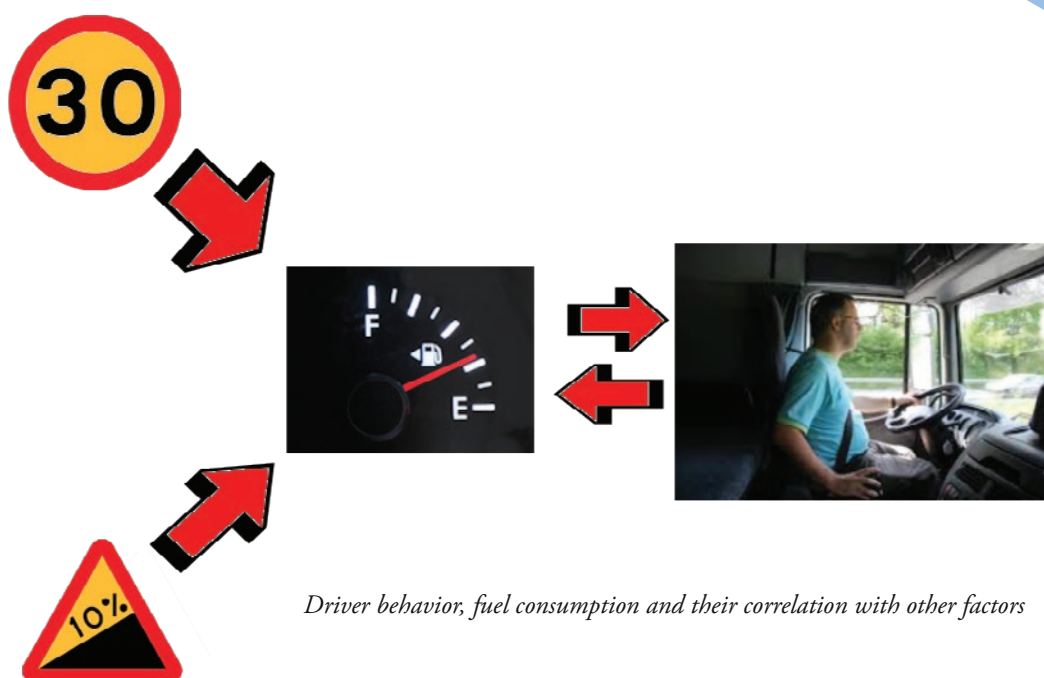 30
F
E
10%
Driver behavior, fuel consumption and their correlation with other factors